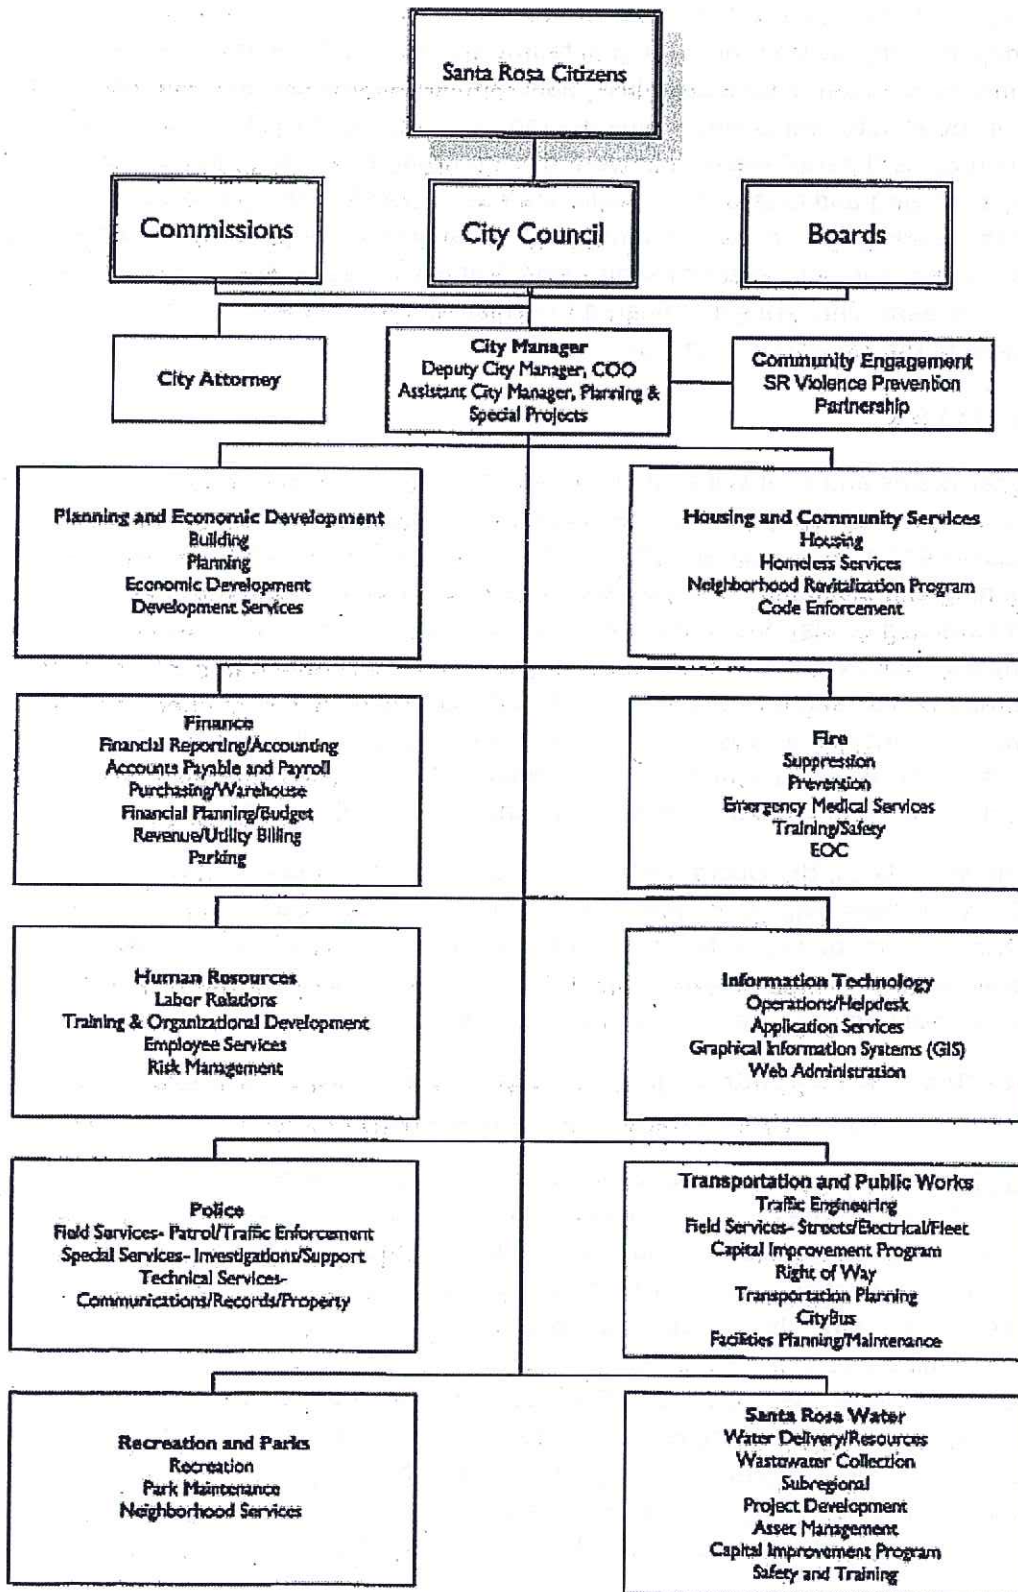 Santa Rosa Citizens
Commissions
City Council
Boards
City Attorney
City Manager
Deputy City Manager, COO
Assistant City Manager, Planning &
Special Projects
Community Engagement
SR Violence Prevention
Partnership
Planning and Economic Development
Building
Planning
Economic Development
Development Services
Housing and Community Services
Housing
Homeless Services
Neighborhood Revitalization Program
Code Enforcement
Finance
Financial Reporting/Accounting
Accounts Payable and Payroll
Purchasing/Warehouse
Financial Planning/Budget
Revenue/Utility Billing
Parking
Fire
Suppression
Prevention
Emergency Medical Services
Training/Safety
EOC
Human Resources
Labor Relations
Training & Organizational Development
Employee Services
Risk Management
Information Technology
Operations/Helpdesk
Application Services
Graphical Information Systems (GIS)
Web Administration
Police
Field Services- Patrol/Traffic Enforcement
Special Services- Investigations/Support
Technical Services-
Communications/Records/Property
Transportation and Public Works
Traffic Engineering
Field Services- Streets/Electrical/Fleet
Capital Improvement Program
Right of Way
Transportation Planning
CityBus
Facilities Planning/Maintenance
Recreation and Parks
Recreation
Park Maintenance
Neighborhood Services
Santa Rosa Water
Water Delivery/Resources
Wastewater Collection
Subregional
Project Development
Asset Management
Capital Improvement Program
Safety and Training